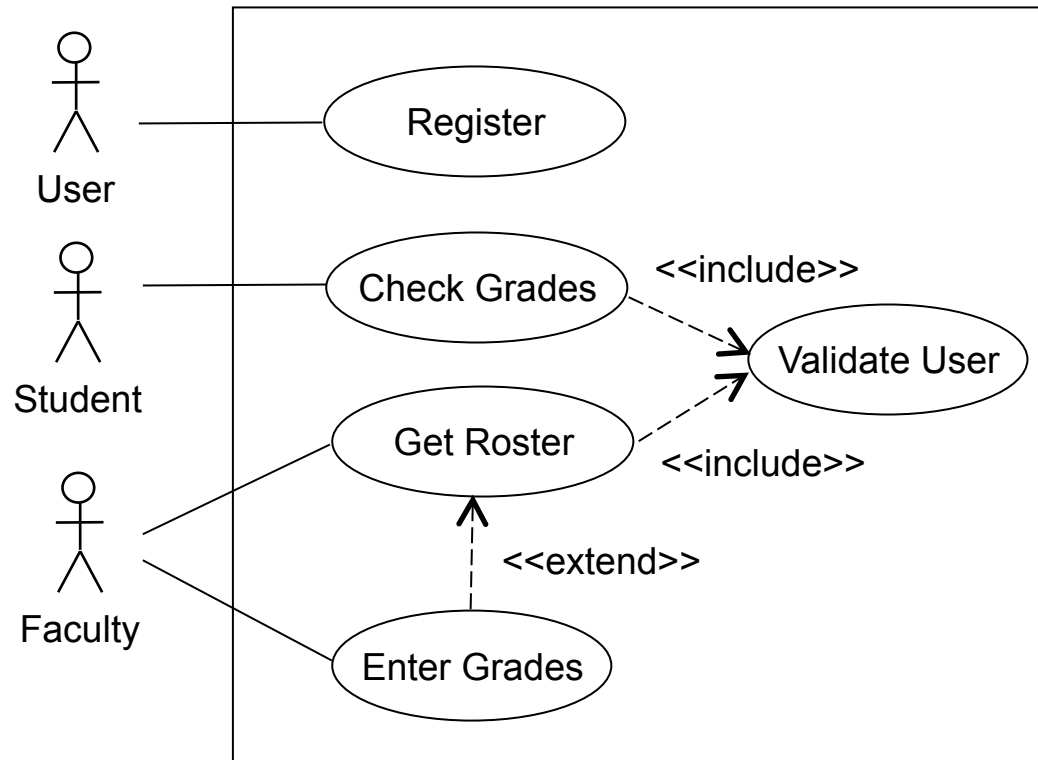 Register
User
Check Grades
<<include>>
Validate User
Student
Get Roster
<<include>>
<<extend>>
Faculty
Enter Grades